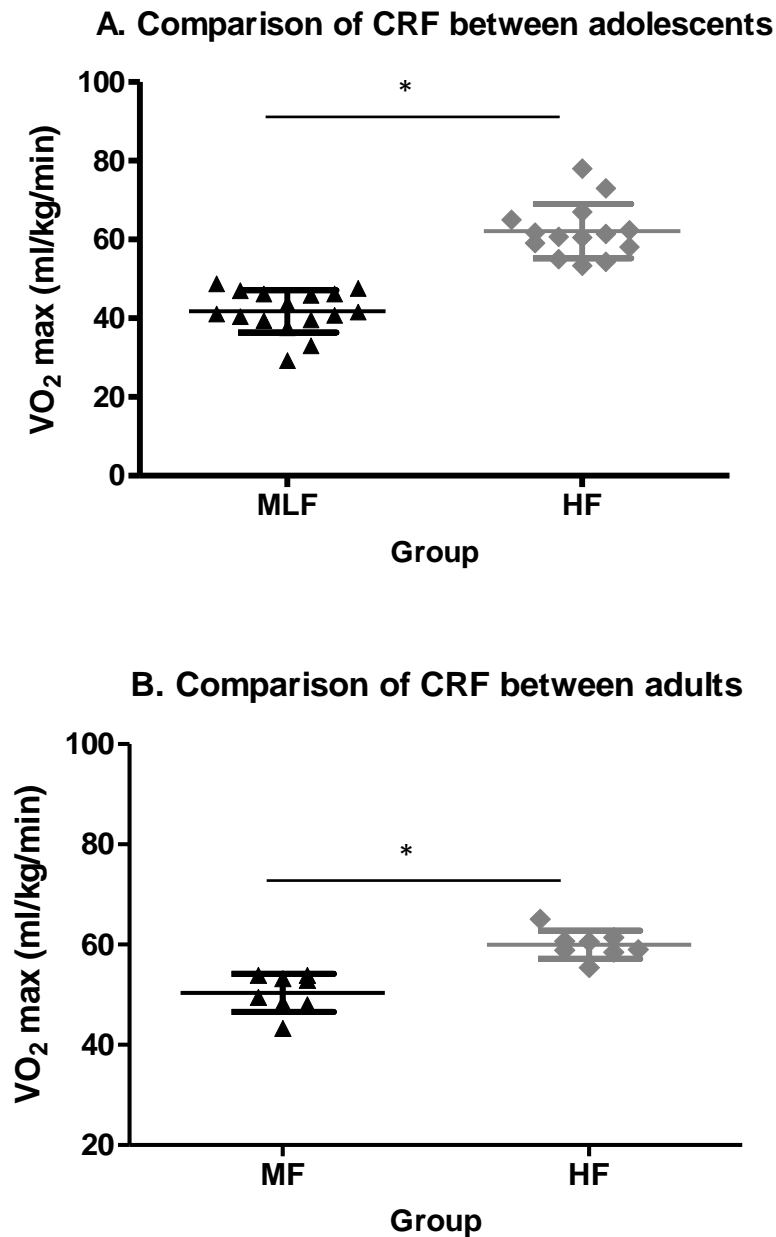 A. Comparison of CRF between adolescents
100
80
60
40
20
0
VO2 max (ml/kg/min)
*
MLF HF
Group
B. Comparison of CRF between adults
100
80
60
40
20
VO2 max (ml/kg/min)
*
MF HF
Group